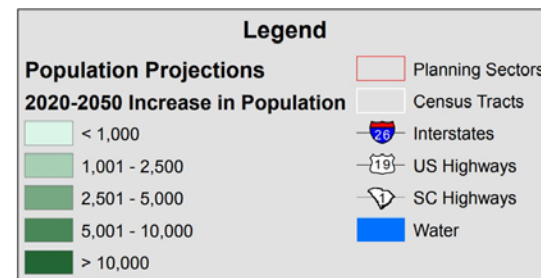 Legend
Population Projections
2020-2050 Increase in Population
< 1,000
1,001 - 2,500
2,501 - 5,000
5,001 - 10,000
> 10,000
Planning Sectors
Census Tracts
26 Interstates
19 US Highways
1 SC Highways
Water